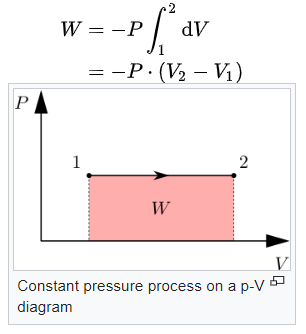 W = −P ∫₁² dV
= −P · (V₂ − V₁)
P
1
2
W
V
Constant pressure process on a p-V
diagram